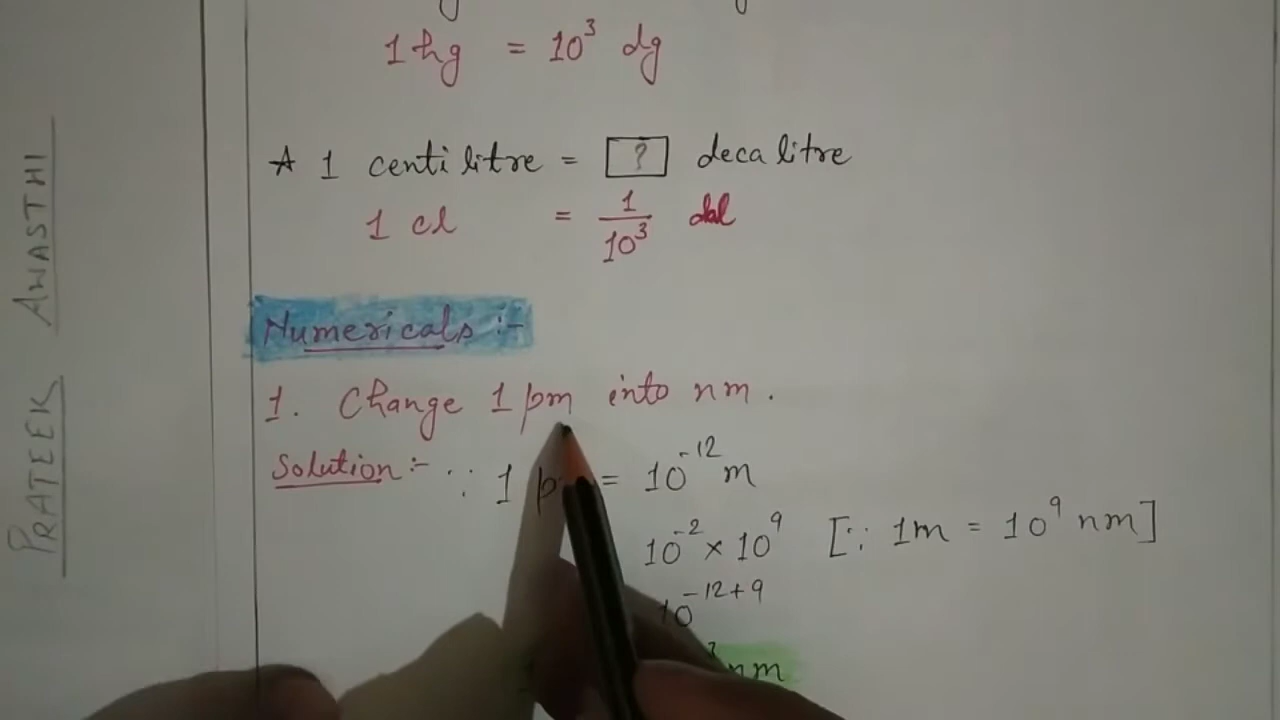 1 hg = 10³ dg
☆ 1 centi litre = ? deca litre
1 cl = 1/10³ dal
Numericals :-
1. Change 1 pm into nm.
Solution :- ∵ 1 = 10⁻¹² m
10⁻² × 10⁹ [∵ 1m = 10⁹ nm]
10⁻¹²⁺⁹
nm
PRATEEK AWASTHI